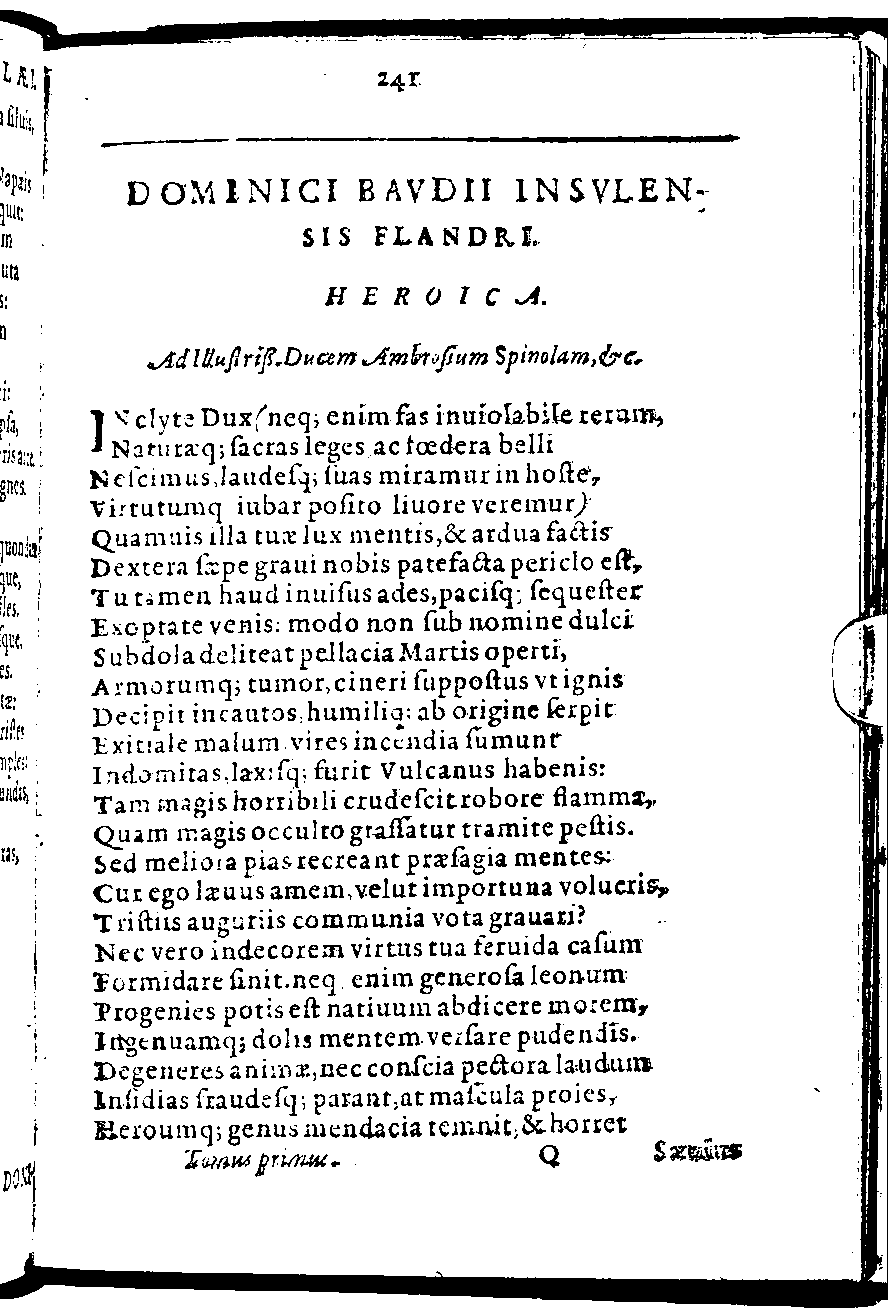 241
DOMINICI BAVDII INSVLEN-
SIS FLANDRI.
HEROICA.
Ad Illuſtriß. Ducem Ambroſium Spinolam, &c.
INclyte Dux (neq; enim fas inuiolabile rerum,
Naturæq; ſacras leges ac fœdera belli
Neſcimus, laudeſq; ſuas miramur in hoſte,
Virtutumq iubar poſito liuore veremur)
Quamuis illa tuæ lux mentis, & ardua factis
Dextera ſæpe graui nobis patefacta periclo eſt,
Tu tamen haud inuiſus ades, paciſq; ſequeſter
Exoptate venis: modo non ſub nomine dulci
Subdola deliteat pellacia Martis operti,
Armorumq; tumor, cineri ſuppoſtus vt ignis
Decipit incautos, humiliq; ab origine ſerpit
Exitiale malum vires incendia ſumunt
Indomitas, laxiſq; furit Vulcanus habenis:
Tam magis horribili crudeſcit robore flamma,
Quam magis occulto graſſatur tramite peſtis.
Sed meliora pias recreant præſagia mentes:
Cur ego læuus amem, velut importuna volucris,
Triſtius auguriis communia vota grauari?
Nec vero indecorem virtus tua feruida caſum
Formidare ſinit. neq enim generoſa leonum
Progenies potis eſt natiuum abdicere morem,
Ingenuamq; dolis mentem verſare pudendis.
Degeneres animæ, nec conſcia pectora laudum
Inſidias fraudeſq; parant, at maſcula proles,
Heroumq; genus mendacia temnit, & horret
Tomus primus. Q
L Æ I.
a ſiluis,
Napæis
DOMI